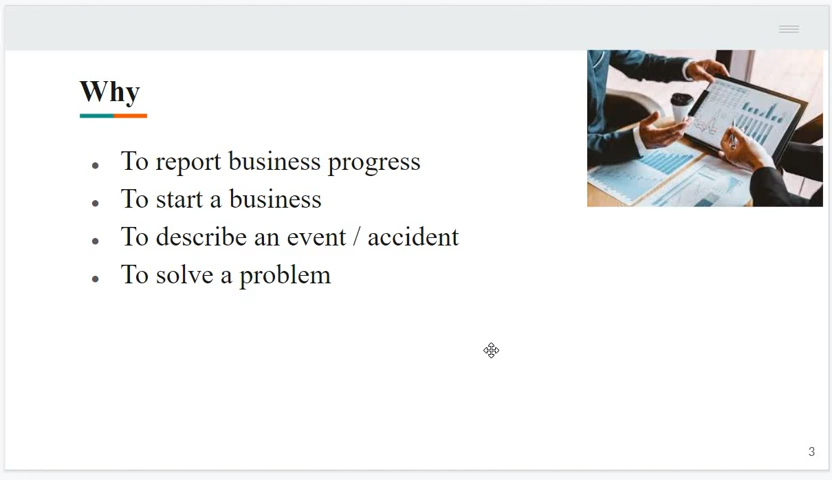 Why
• To report business progress
• To start a business
• To describe an event / accident
• To solve a problem
3